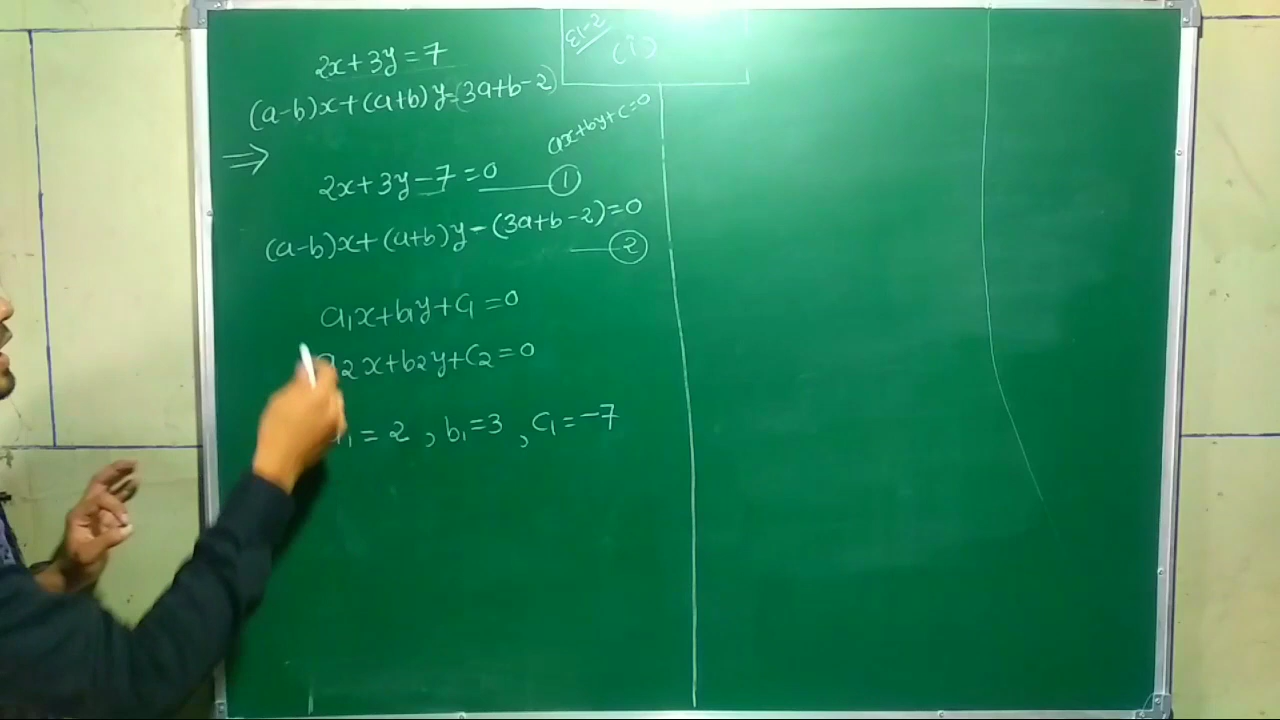 2x+3y=7
(a-b)x+(a+b)y=(3a+b-2)
(i)
⇒
ax+by+c=0
2x+3y-7=0 ——— ①
(a-b)x+(a+b)y-(3a+b-2)=0
——— ②
a₁x+b₁y+c₁=0
a₂x+b₂y+c₂=0
a₁=2, b₁=3, c₁=-7